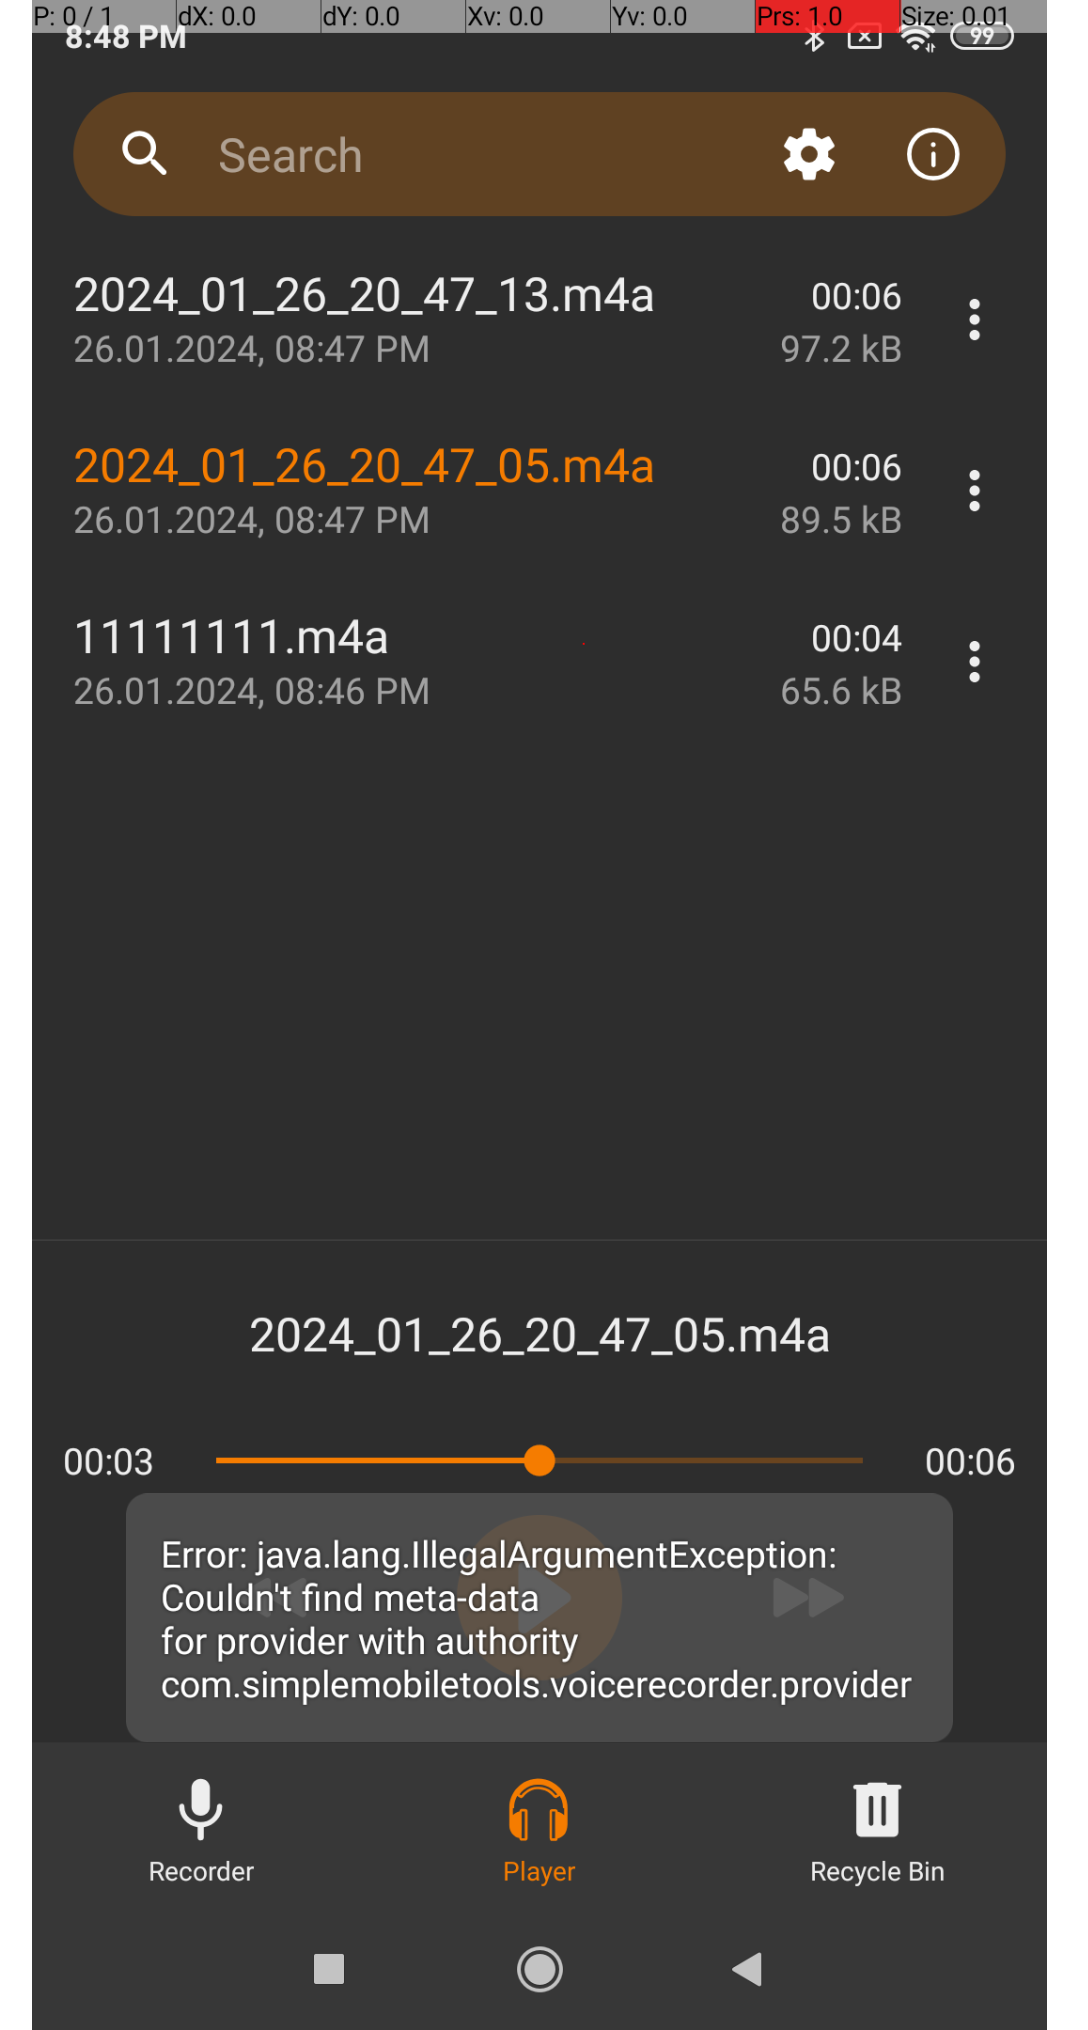 P: 0 / 1 dX: 0.0 dY: 0.0 Xv: 0.0 Yv: 0.0 Prs: 1.0 Size: 0.01
8:48 PM 99
Search
2024_01_26_20_47_13.m4a 00:06
26.01.2024, 08:47 PM 97.2 kB
2024_01_26_20_47_05.m4a 00:06
26.01.2024, 08:47 PM 89.5 kB
11111111.m4a 00:04
26.01.2024, 08:46 PM 65.6 kB
2024_01_26_20_47_05.m4a
00:03 00:06
Error: java.lang.IllegalArgumentException:
Couldn't find meta-data
for provider with authority
com.simplemobiletools.voicerecorder.provider
Recorder Player Recycle Bin